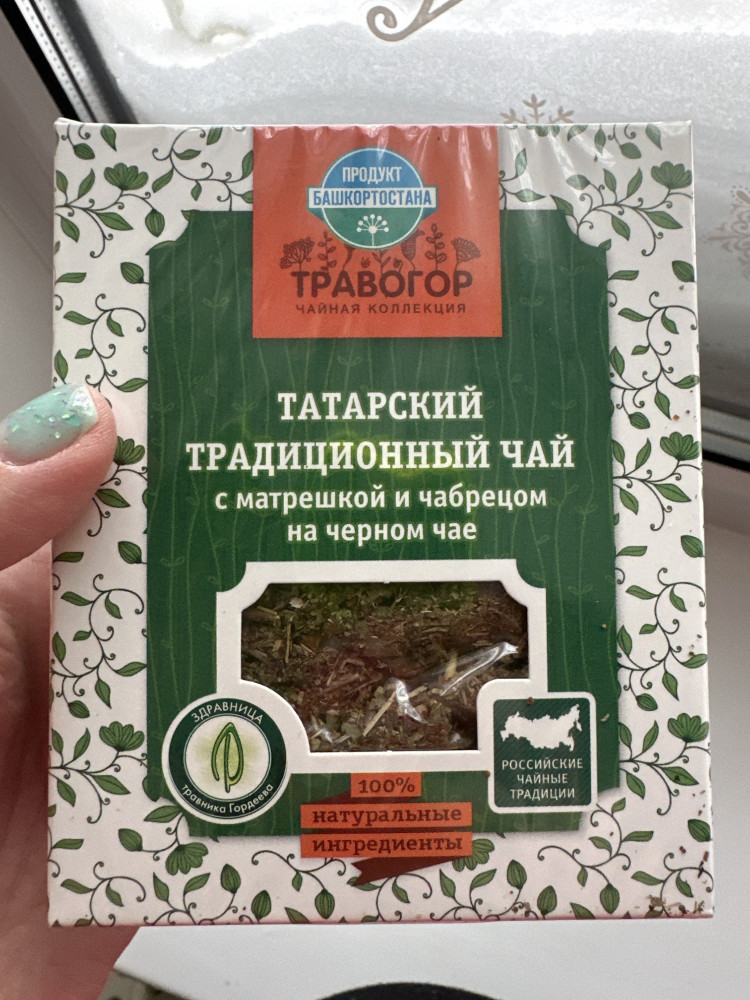 ПРОДУКТ
БАШКОРТОСТАНА
ТРАВОГОР
ЧАЙНАЯ КОЛЛЕКЦИЯ
ТАТАРСКИЙ
ТРАДИЦИОННЫЙ ЧАЙ
с матрешкой и чабрецом
на черном чае
ЗДРАВНИЦА
травника Гордеева
РОССИЙСКИЕ
ЧАЙНЫЕ
ТРАДИЦИИ
100%
натуральные
ингредиенты